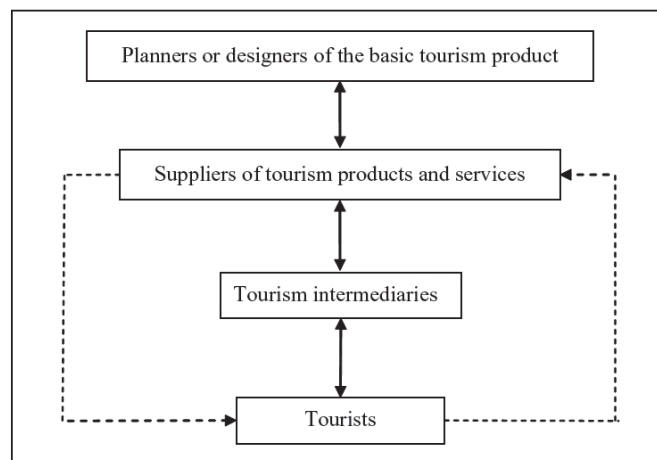 Planners or designers of the basic tourism product
Suppliers of tourism products and services
Tourism intermediaries
Tourists